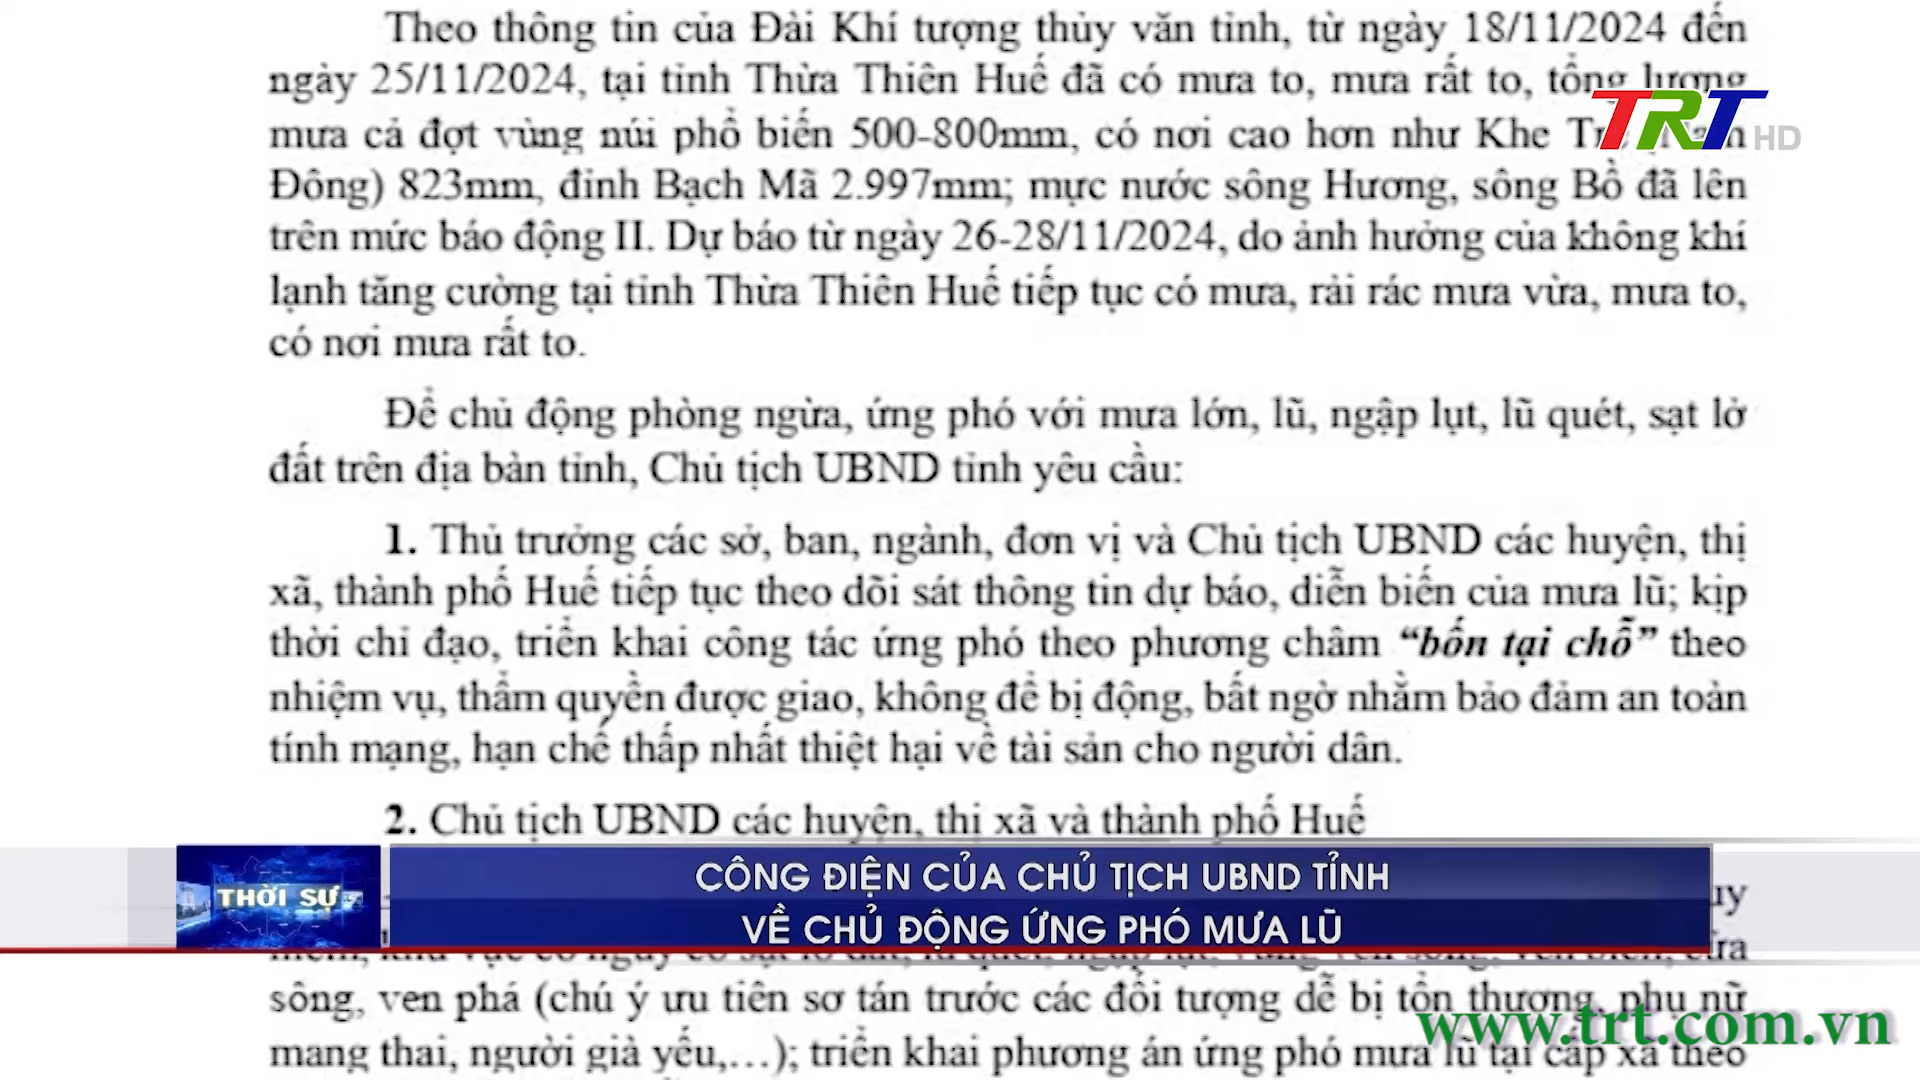 Theo thông tin của Đài Khí tượng thủy văn tỉnh, từ ngày 18/11/2024 đến
ngày 25/11/2024, tại tỉnh Thừa Thiên Huế đã có mưa to, mưa rất to, tổng lượng
mưa cả đợt vùng núi phổ biến 500-800mm, có nơi cao hơn như Khe
TRT HD
Đông) 823mm, đỉnh Bạch Mã 2.997mm; mực nước sông Hương, sông Bồ đã lên
trên mức báo động II. Dự báo từ ngày 26-28/11/2024, do ảnh hưởng của không khí
lạnh tăng cường tại tỉnh Thừa Thiên Huế tiếp tục có mưa, rải rác mưa vừa, mưa to,
có nơi mưa rất to.
Để chủ động phòng ngừa, ứng phó với mưa lớn, lũ, ngập lụt, lũ quét, sạt lở
đất trên địa bàn tỉnh, Chủ tịch UBND tỉnh yêu cầu:
1. Thủ trưởng các sở, ban, ngành, đơn vị và Chủ tịch UBND các huyện, thị
xã, thành phố Huế tiếp tục theo dõi sát thông tin dự báo, diễn biến của mưa lũ; kịp
thời chỉ đạo, triển khai công tác ứng phó theo phương châm “bốn tại chỗ” theo
nhiệm vụ, thẩm quyền được giao, không để bị động, bất ngờ nhằm bảo đảm an toàn
tính mạng, hạn chế thấp nhất thiệt hại về tài sản cho người dân.
2. Chủ tịch UBND các huyện, thị xã và thành phố Huế
THỜI SỰ
CÔNG ĐIỆN CỦA CHỦ TỊCH UBND TỈNH
VỀ CHỦ ĐỘNG ỨNG PHÓ MƯA LŨ
sông, ven phá (chú ý ưu tiên sơ tán trước các đối tượng dễ bị tổn thương, phụ nữ
www.trt.com.vn
mang thai, người già yếu,…); triển khai phương án ứng phó mưa lũ tại cấp xã theo